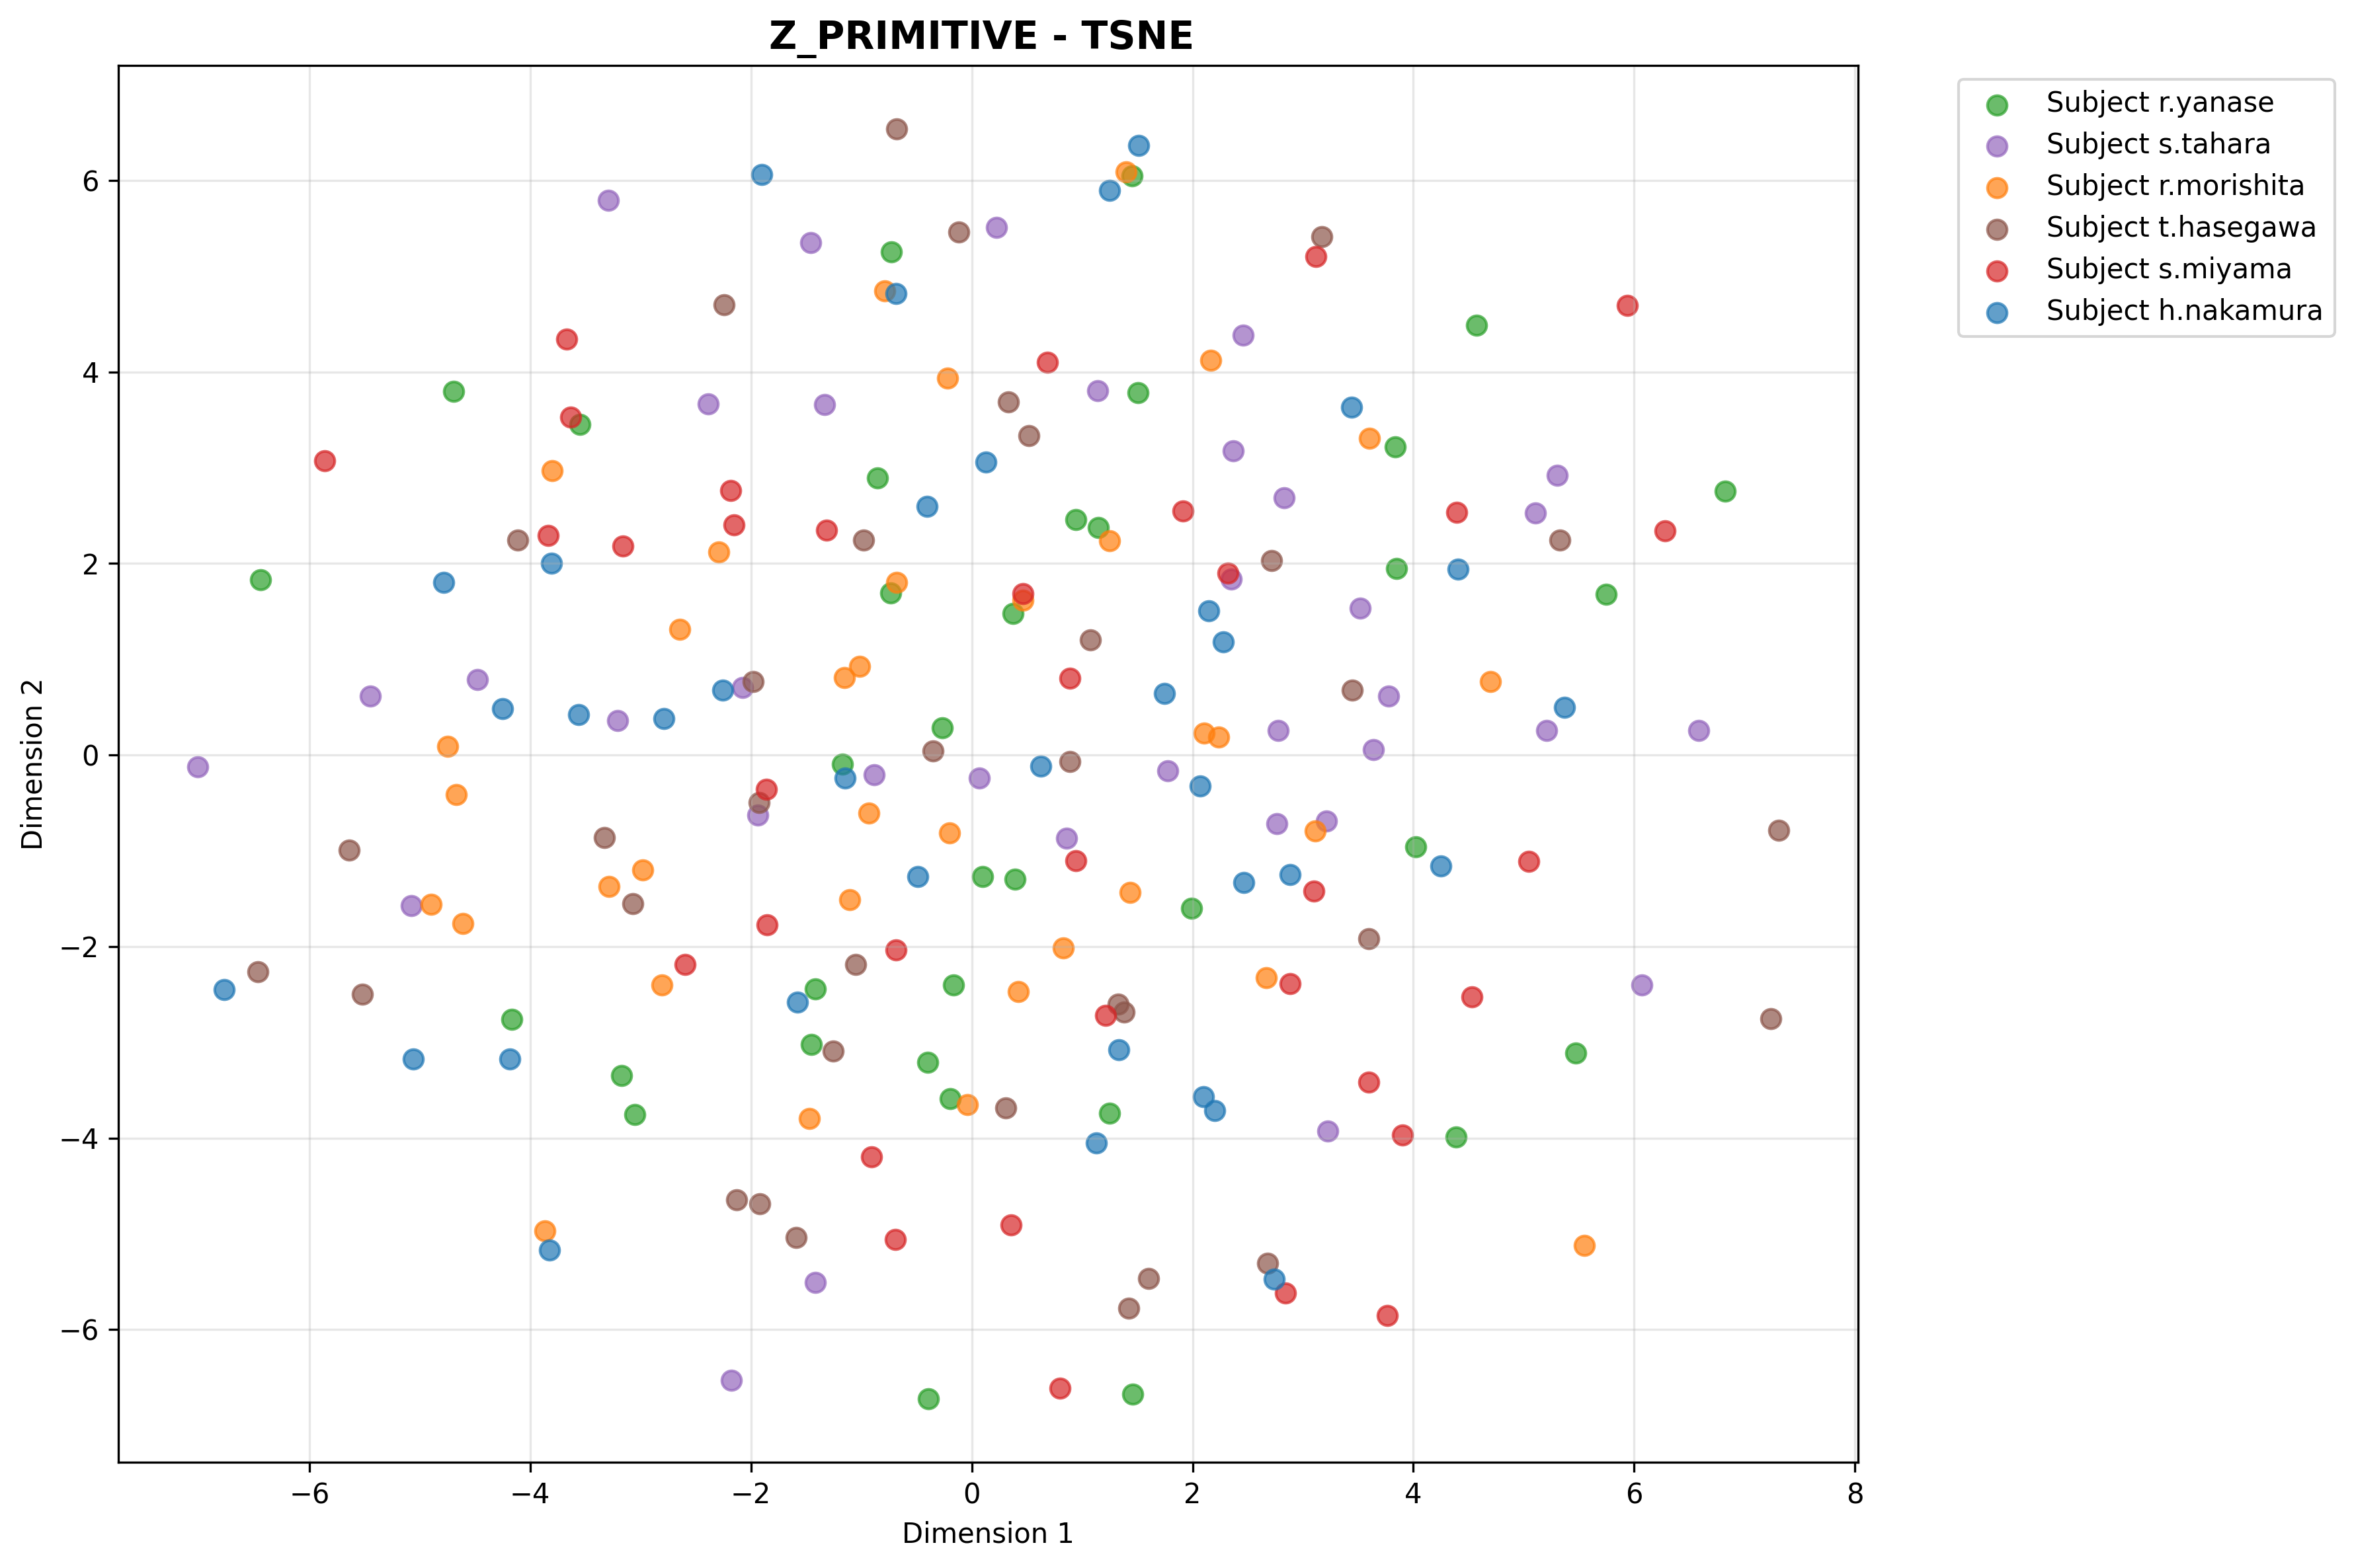 Z_PRIMITIVE - TSNE
Subject r.yanase
Subject s.tahara
Subject r.morishita
Subject t.hasegawa
Subject s.miyama
Subject h.nakamura
6
4
2
0
−2
−4
−6
Dimension 2
−6
−4
−2
0
2
4
6
8
Dimension 1